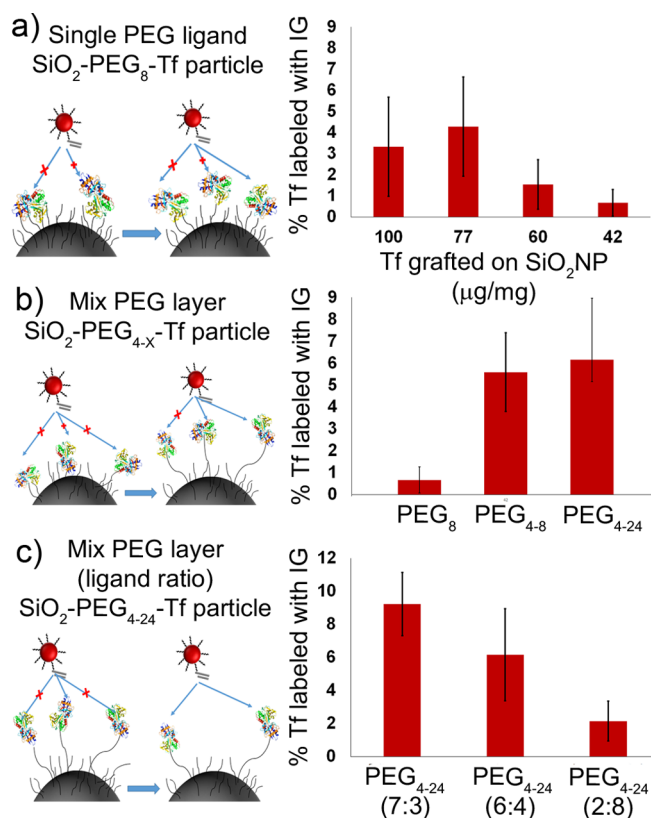 a) Single PEG ligand
SiO₂-PEG₈-Tf particle
% Tf labeled with IG
9
8
7
6
5
4
3
2
1
0
100 77 60 42
Tf grafted on SiO₂NP
(μg/mg)
b) Mix PEG layer
SiO₂-PEG₄₋ₓ-Tf particle
% Tf labeled with IG
9
8
7
6
5
4
3
2
1
0
PEG₈ PEG₄₋₈ PEG₄₋₂₄
c) Mix PEG layer
(ligand ratio)
SiO₂-PEG₄₋₂₄-Tf particle
% Tf labeled with IG
12
10
8
6
4
2
0
PEG₄₋₂₄ PEG₄₋₂₄ PEG₄₋₂₄
(7:3) (6:4) (2:8)